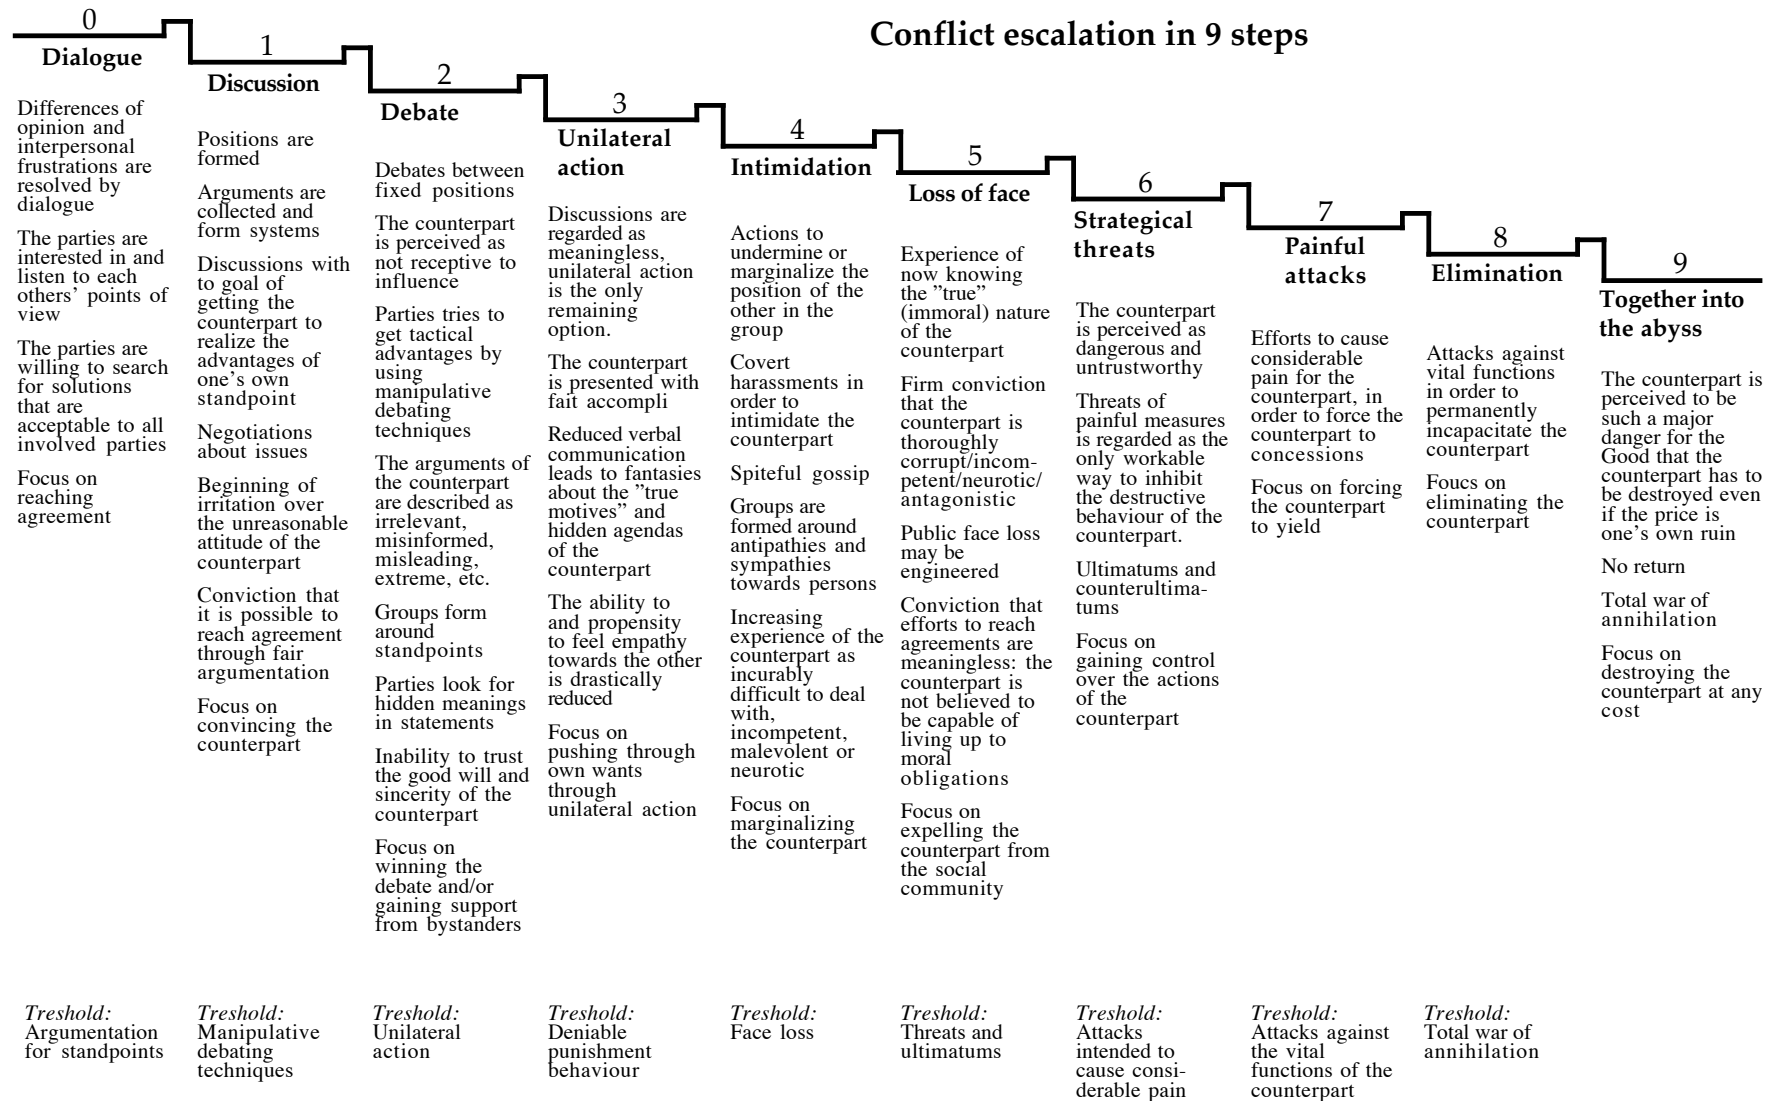 Conflict escalation in 9 steps
0
Dialogue
Differences of
opinion and
interpersonal
frustrations are
resolved by
dialogue
The parties are
interested in and
listen to each
others' points of
view
The parties are
willing to search
for solutions
that are
acceptable to all
involved parties
Focus on
reaching
agreement
Treshold:
Argumentation
for standpoints
1
Discussion
Positions are
formed
Arguments are
collected and
form systems
Discussions with
to goal of
getting the
counterpart to
realize the
advantages of
one's own
standpoint
Negotiations
about issues
Beginning of
irritation over
the unreasonable
attitude of the
counterpart
Conviction that
it is possible to
reach agreement
through fair
argumentation
Focus on
convincing the
counterpart
Treshold:
Manipulative
debating
techniques
2
Debate
Debates between
fixed positions
The counterpart
is perceived as
not receptive to
influence
Parties tries to
get tactical
advantages by
using
manipulative
debating
techniques
The arguments of
the counterpart
are described as
irrelevant,
misinformed,
misleading,
extreme, etc.
Groups form
around
standpoints
Parties look for
hidden meanings
in statements
Inability to trust
the good will and
sincerity of the
counterpart
Focus on
winning the
debate and/or
gaining support
from bystanders
Treshold:
Unilateral
action
3
Unilateral
action
Discussions are
regarded as
meaningless,
unilateral action
is the only
remaining
option.
The counterpart
is presented with
fait accompli
Reduced verbal
communication
leads to fantasies
about the ”true
motives” and
hidden agendas
of the
counterpart
The ability to
and propensity
to feel empathy
towards the other
is drastically
reduced
Focus on
pushing through
own wants
through
unilateral action
Treshold:
Deniable
punishment
behaviour
4
Intimidation
Actions to
undermine or
marginalize the
position of the
other in the
group
Covert
harassments in
order to
intimidate the
counterpart
Spiteful gossip
Groups are
formed around
antipathies and
sympathies
towards persons
Increasing
experience of the
counterpart as
incurably
difficult to deal
with,
incompetent,
malevolent or
neurotic
Focus on
marginalizing
the counterpart
Treshold:
Face loss
5
Loss of face
Experience of
now knowing
the ”true”
(immoral) nature
of the
counterpart
Firm conviction
that the
counterpart is
thoroughly
corrupt/incom-
petent/neurotic/
antagonistic
Public face loss
may be
engineered
Conviction that
efforts to reach
agreements are
meaningless: the
counterpart is
not believed to
be capable of
living up to
moral
obligations
Focus on
expelling the
counterpart from
the social
community
Treshold:
Threats and
ultimatums
6
Strategical
threats
The counterpart
is perceived as
dangerous and
untrustworthy
Threats of
painful measures
is regarded as the
only workable
way to inhibit
the destructive
behaviour of the
counterpart.
Ultimatums and
counterultima-
tums
Focus on
gaining control
over the actions
of the
counterpart
Treshold:
Attacks
intended to
cause consi-
derable pain
7
Painful
attacks
Efforts to cause
considerable
pain for the
counterpart, in
order to force the
counterpart to
concessions
Focus on forcing
the counterpart
to yield
Treshold:
Attacks against
the vital
functions of the
counterpart
8
Elimination
Attacks against
vital functions
in order to
permanently
incapacitate the
counterpart
Foucs on
eliminating the
counterpart
Treshold:
Total war of
annihilation
9
Together into
the abyss
The counterpart is
perceived to be
such a major
danger for the
Good that the
counterpart has to
be destroyed even
if the price is
one's own ruin
No return
Total war of
annihilation
Focus on
destroying the
counterpart at any
cost